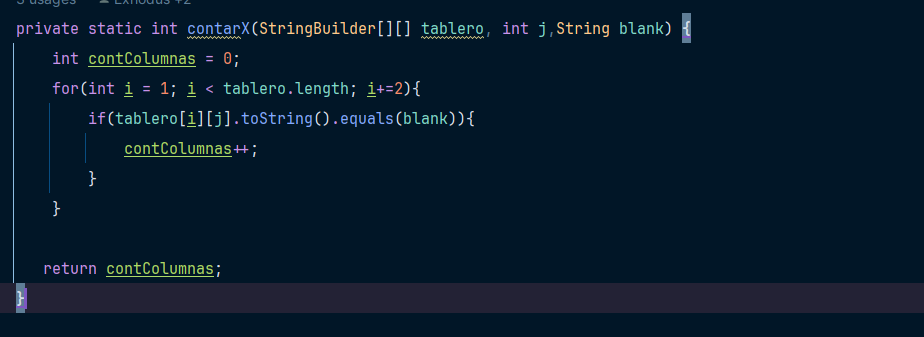 usages Exhodus +2
private static int contarX(StringBuilder[][] tablero, int j,String blank) {
int contColumnas = 0;
for(int i = 1; i < tablero.length; i+=2){
if(tablero[i][j].toString().equals(blank)){
contColumnas++;
}
}
return contColumnas;
}